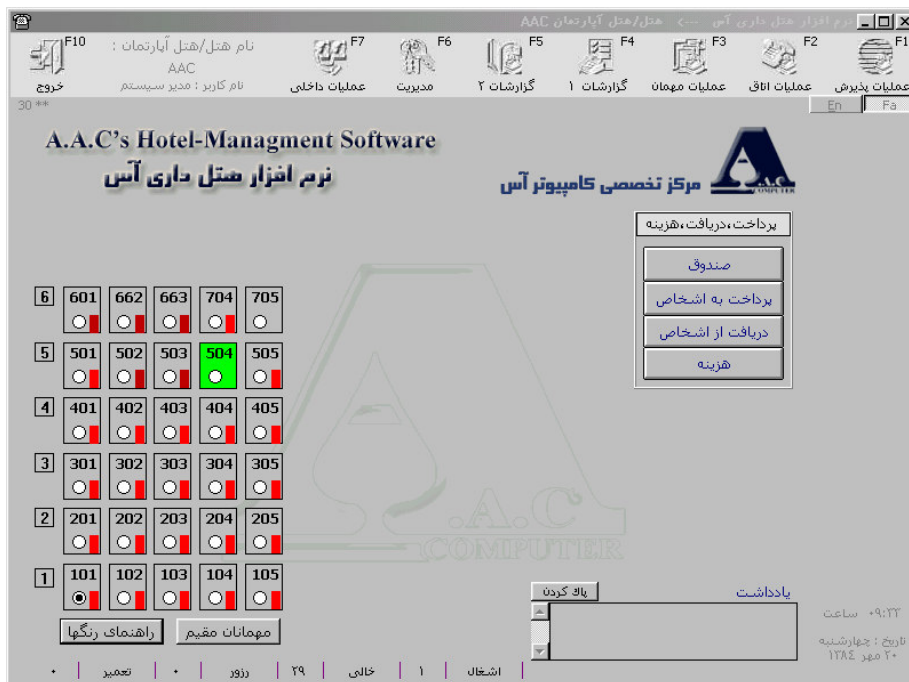 نرم افزار هتل داری آس ---> هتل/هتل آپارتمان AAC
F1 عملیات پذیرش
F2 عملیات اتاق
F3 عملیات مهمان
F4 گزارشات ۱
F5 گزارشات ۲
F6 مدیریت
F7 عملیات داخلی
نام هتل/هتل آپارتمان :
AAC
نام کاربر : مدیر سیستم
F10 خروج
30 **
En Fa
A.A.C's Hotel-Managment Software
نرم افزار هتل داری آس
مرکز تخصصی کامپیوتر آس
A.A.C
COMPUTER
پرداخت،دریافت،هزینه
صندوق
پرداخت به اشخاص
دریافت از اشخاص
هزینه
6 601 662 663 704 705
5 501 502 503 504 505
4 401 402 403 404 405
3 301 302 303 304 305
2 201 202 203 204 205
1 101 102 103 104 105
A.A.C
COMPUTER
راهنمای رنگها
مهمانان مقیم
یادداشت
پاك كردن
۰۹:۲۳ ساعت
تاریخ : چهارشنبه
۲۰ مهر ۱۳۸٤
اشغال ۱ خالی ۲۹ رزور ۰ تعمیر ۰